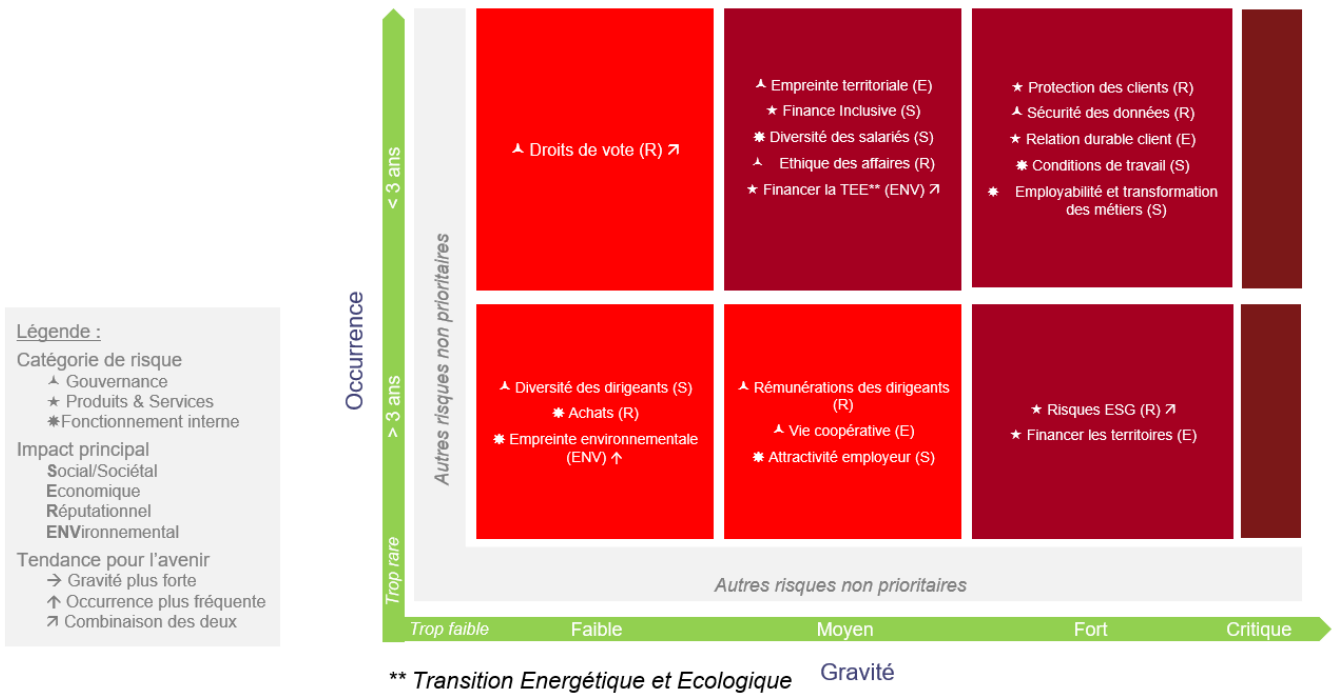 Légende :
Catégorie de risque
⅄ Gouvernance
★ Produits & Services
✸Fonctionnement interne
Impact principal
Social/Sociétal
Economique
Réputationnel
ENVironnemental
Tendance pour l'avenir
→ Gravité plus forte
↑ Occurrence plus fréquente
↗ Combinaison des deux
Occurrence
< 3 ans
> 3 ans
Trop rare
Autres risques non prioritaires
⅄ Droits de vote (R) ↗
⅄ Empreinte territoriale (E)
★ Finance Inclusive (S)
✸ Diversité des salariés (S)
⅄ Ethique des affaires (R)
★ Financer la TEE** (ENV) ↗
★ Protection des clients (R)
⅄ Sécurité des données (R)
★ Relation durable client (E)
✸ Conditions de travail (S)
✸ Employabilité et transformation
des métiers (S)
⅄ Diversité des dirigeants (S)
✸ Achats (R)
✸ Empreinte environnementale
(ENV) ↑
⅄ Rémunérations des dirigeants
(R)
⅄ Vie coopérative (E)
✸ Attractivité employeur (S)
★ Risques ESG (R) ↗
★ Financer les territoires (E)
Autres risques non prioritaires
Trop faible
Faible
Moyen
Fort
Critique
Gravité
** Transition Energétique et Ecologique